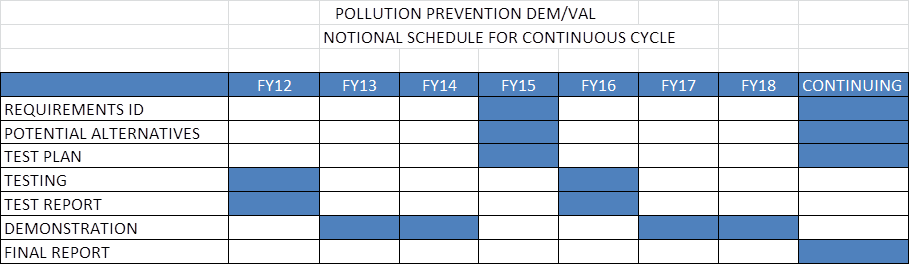 POLLUTION PREVENTION DEM/VAL
NOTIONAL SCHEDULE FOR CONTINUOUS CYCLE
FY12 FY13 FY14 FY15 FY16 FY17 FY18 CONTINUING
REQUIREMENTS ID
POTENTIAL ALTERNATIVES
TEST PLAN
TESTING
TEST REPORT
DEMONSTRATION
FINAL REPORT